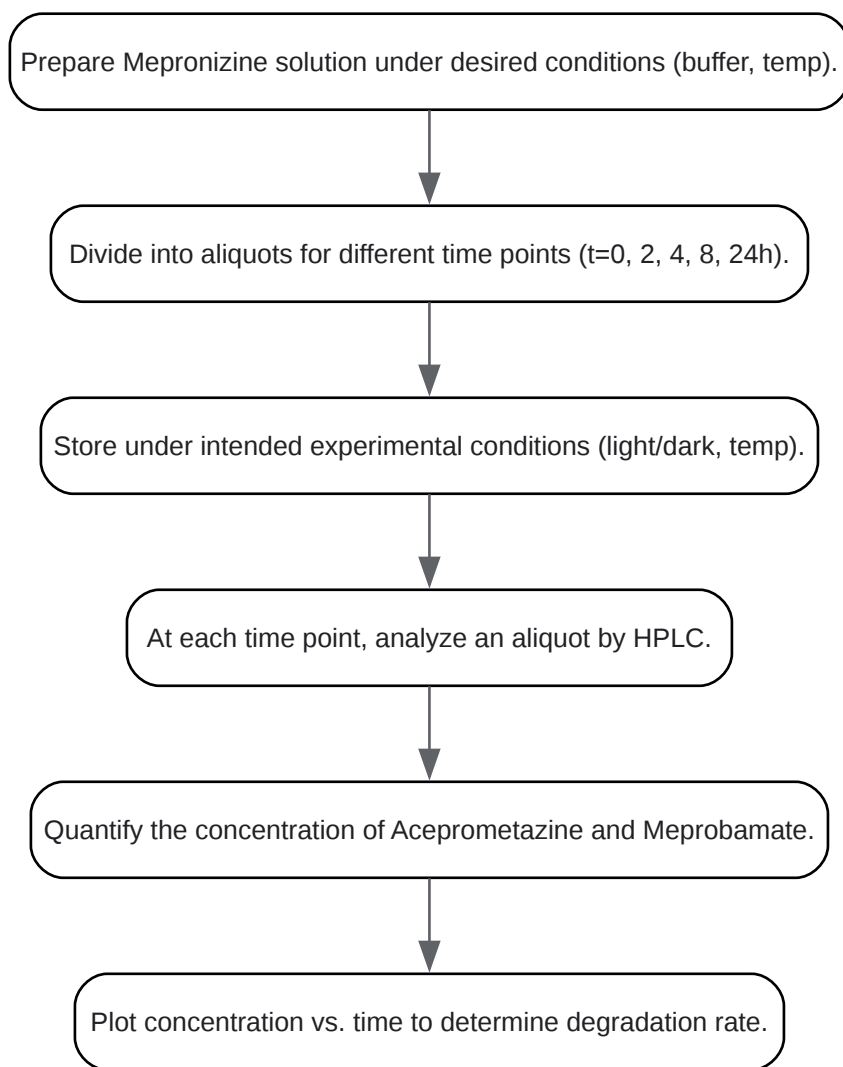 Prepare Mepronizine solution under desired conditions (buffer, temp).
Divide into aliquots for different time points (t=0, 2, 4, 8, 24h).
Store under intended experimental conditions (light/dark, temp).
At each time point, analyze an aliquot by HPLC.
Quantify the concentration of Aceprometazine and Meprobamate.
Plot concentration vs. time to determine degradation rate.